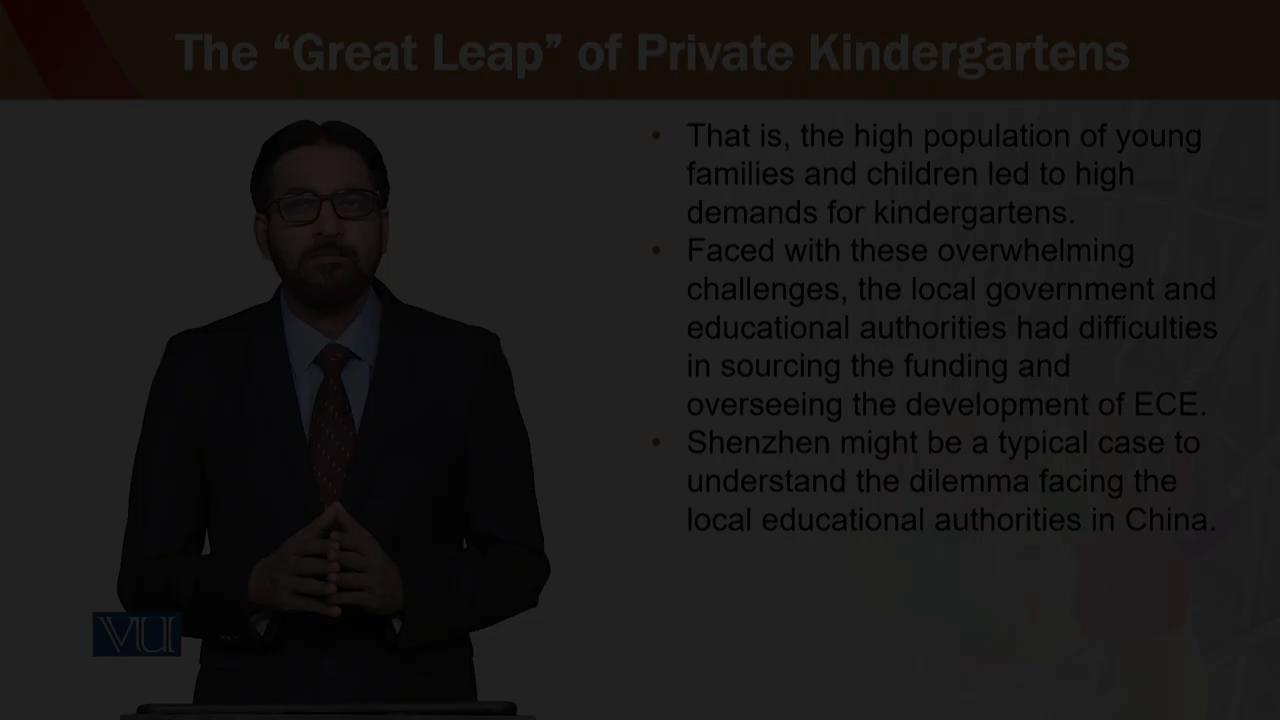 The “Great Leap” of Private Kindergartens
• That is, the high population of young
families and children led to high
demands for kindergartens.
• Faced with these overwhelming
challenges, the local government and
educational authorities had difficulties
in sourcing the funding and
overseeing the development of ECE.
• Shenzhen might be a typical case to
understand the dilemma facing the
local educational authorities in China.
VU